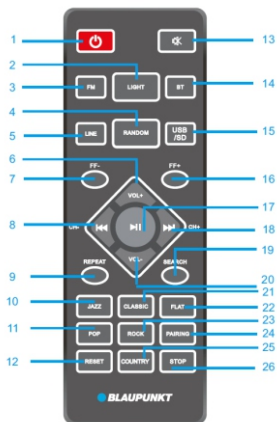 1
13
2
3
FM
LIGHT
BT
14
4
5
LINE
RANDOM
USB
/SD
15
6
FF-
FF+
7
VOL+
16
17
8
CH-
CH+
18
19
REPEAT
VOL-
SEARCH
9
20
21
10
JAZZ
CLASSIC
FLAT
22
23
11
POP
ROCK
PAIRING
24
25
12
RESET
COUNTRY
STOP
26
BLAUPUNKT